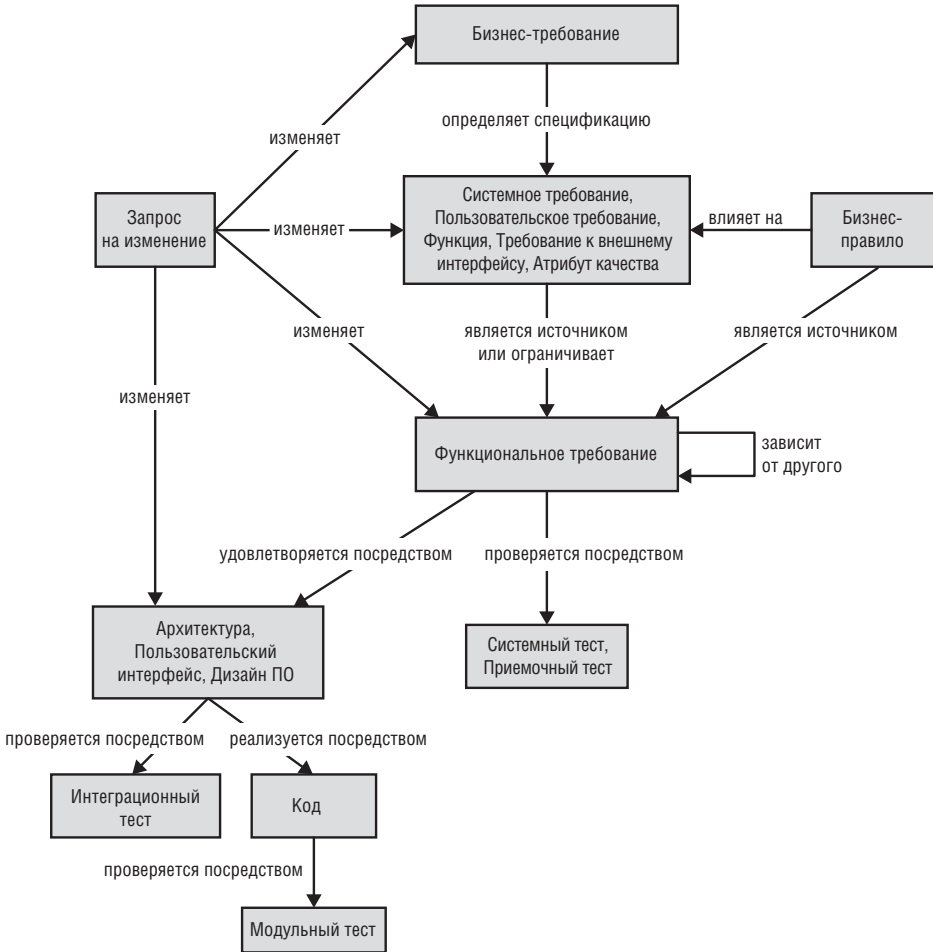 Бизнес-требование
определяет спецификацию
изменяет
Запрос
на изменение
изменяет
Системное требование,
Пользовательское требование,
Функция, Требование к внешнему
интерфейсу, Атрибут качества
влияет на
Бизнес-
правило
изменяет
является источником
или ограничивает
является источником
изменяет
Функциональное требование
зависит
от другого
удовлетворяется посредством
проверяется посредством
Архитектура,
Пользовательский
интерфейс, Дизайн ПО
Системный тест,
Приемочный тест
проверяется посредством
реализуется посредством
Интеграционный
тест
Код
проверяется посредством
Модульный тест